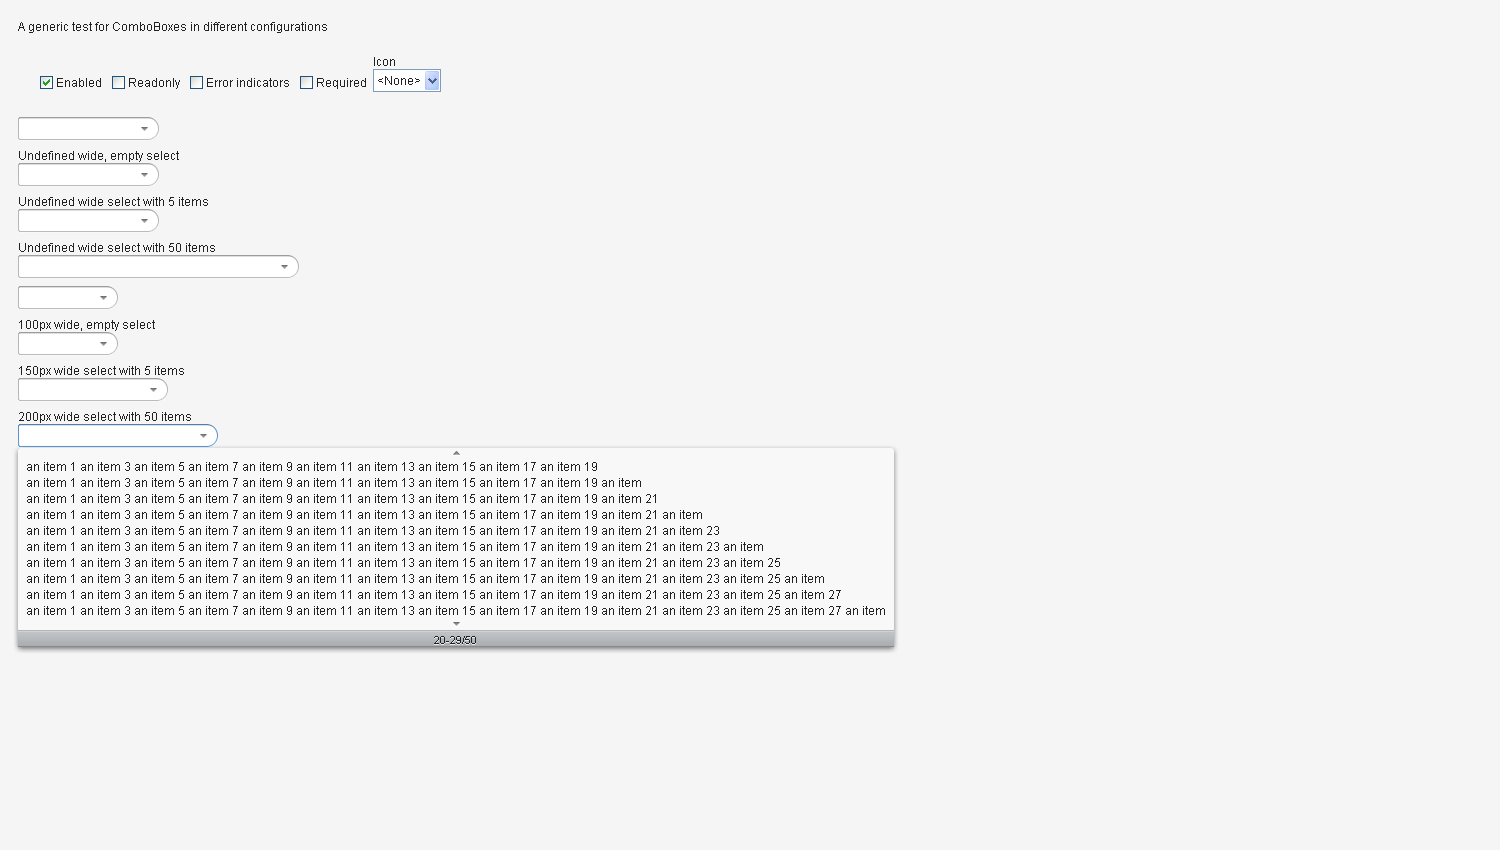 A generic test for ComboBoxes in different configurations
Icon
Enabled Readonly Error indicators Required <None>
Undefined wide, empty select
Undefined wide select with 5 items
Undefined wide select with 50 items
100px wide, empty select
150px wide select with 5 items
200px wide select with 50 items
an item 1 an item 3 an item 5 an item 7 an item 9 an item 11 an item 13 an item 15 an item 17 an item 19
an item 1 an item 3 an item 5 an item 7 an item 9 an item 11 an item 13 an item 15 an item 17 an item 19 an item
an item 1 an item 3 an item 5 an item 7 an item 9 an item 11 an item 13 an item 15 an item 17 an item 19 an item 21
an item 1 an item 3 an item 5 an item 7 an item 9 an item 11 an item 13 an item 15 an item 17 an item 19 an item 21 an item
an item 1 an item 3 an item 5 an item 7 an item 9 an item 11 an item 13 an item 15 an item 17 an item 19 an item 21 an item 23
an item 1 an item 3 an item 5 an item 7 an item 9 an item 11 an item 13 an item 15 an item 17 an item 19 an item 21 an item 23 an item
an item 1 an item 3 an item 5 an item 7 an item 9 an item 11 an item 13 an item 15 an item 17 an item 19 an item 21 an item 23 an item 25
an item 1 an item 3 an item 5 an item 7 an item 9 an item 11 an item 13 an item 15 an item 17 an item 19 an item 21 an item 23 an item 25 an item
an item 1 an item 3 an item 5 an item 7 an item 9 an item 11 an item 13 an item 15 an item 17 an item 19 an item 21 an item 23 an item 25 an item 27
an item 1 an item 3 an item 5 an item 7 an item 9 an item 11 an item 13 an item 15 an item 17 an item 19 an item 21 an item 23 an item 25 an item 27 an item
20-29/50